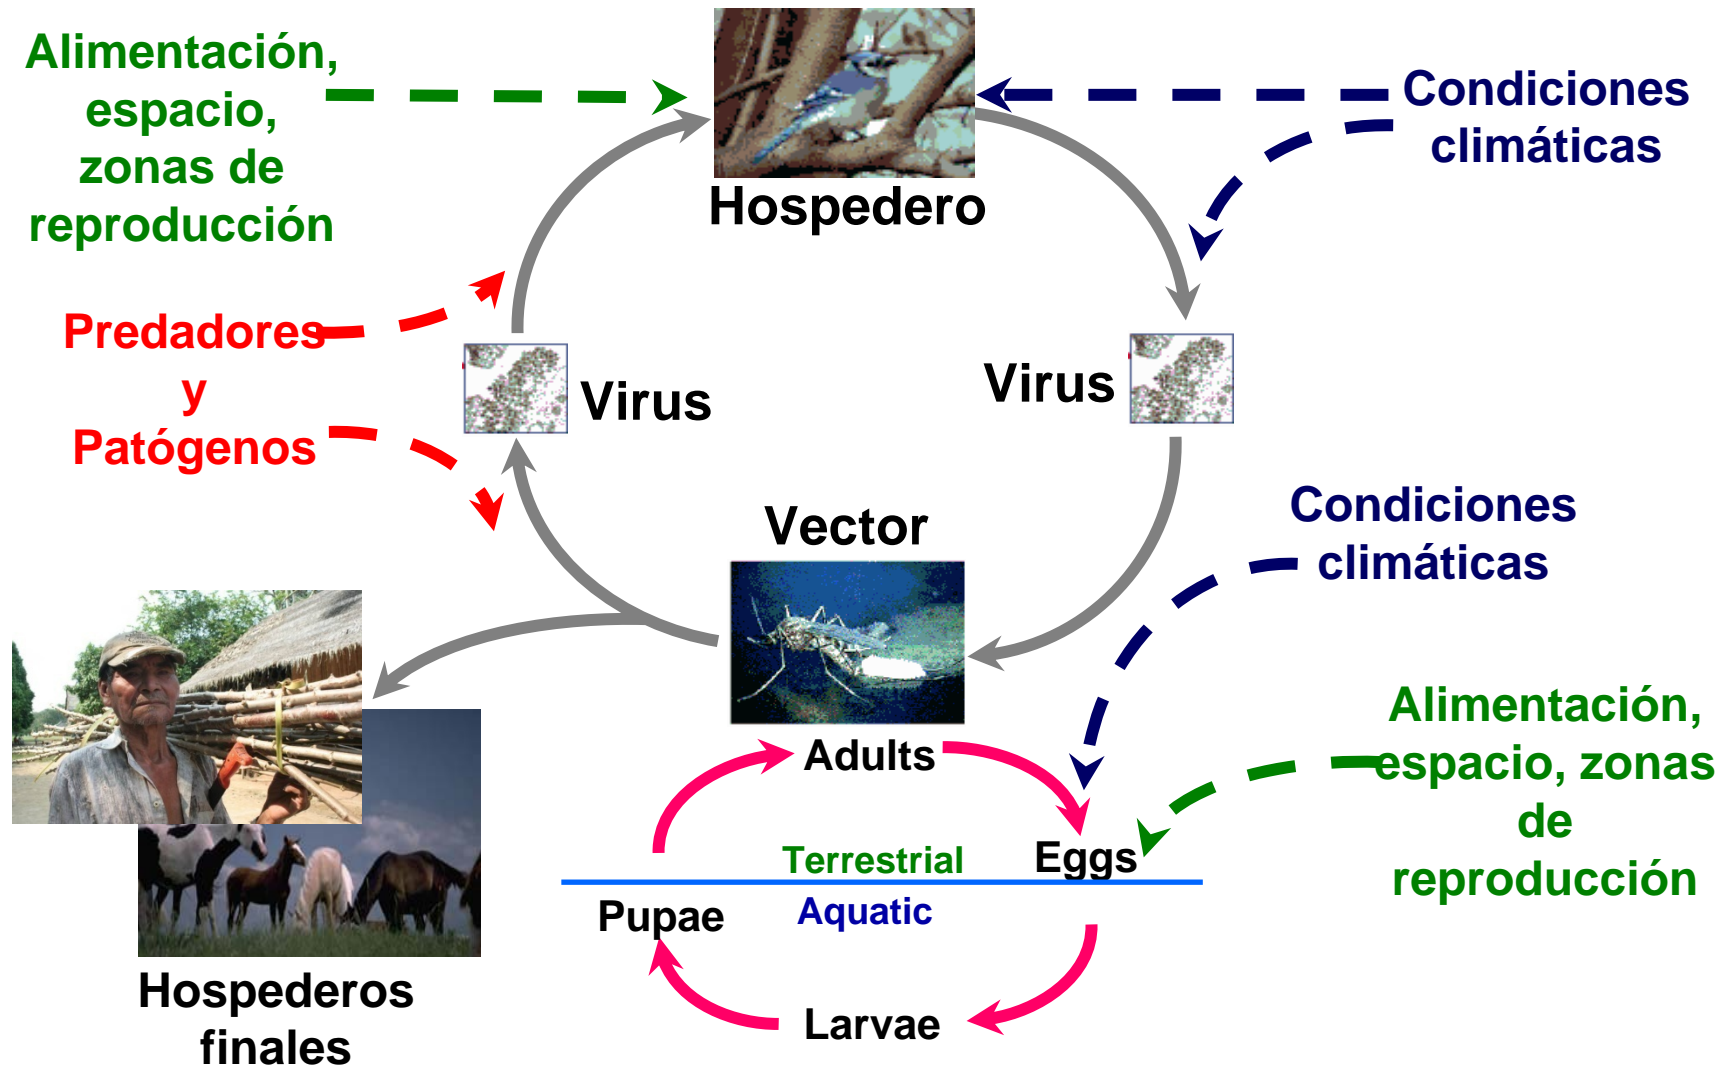 Alimentación,
espacio,
zonas de
reproducción
Condiciones
climáticas
Hospedero
Predadores
y
Patógenos
Virus
Virus
Vector
Condiciones
climáticas
Alimentación,
espacio, zonas
de
reproducción
Adults
Terrestrial
Eggs
Pupae
Aquatic
Larvae
Hospederos
finales